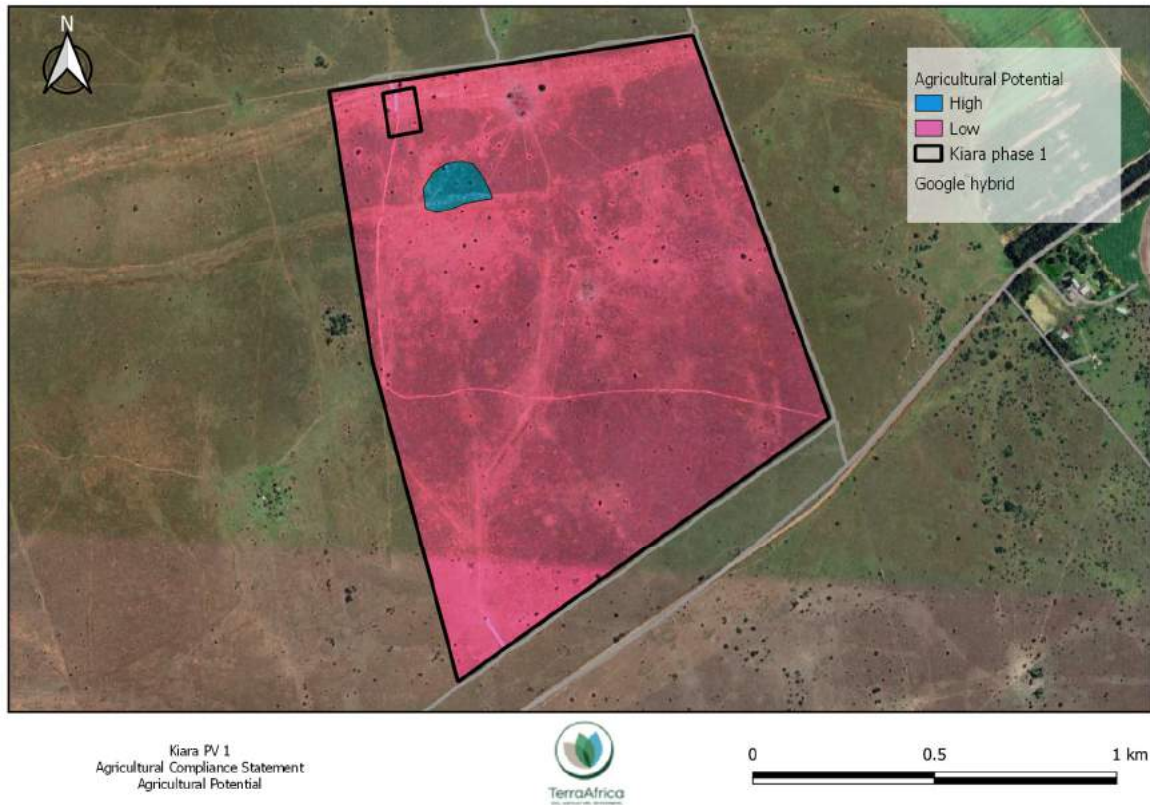 N
Agricultural Potential
High
Low
Kiara phase 1
Google hybrid
Kiara PV 1
Agricultural Compliance Statement
Agricultural Potential
TerraAfrica
0 0.5 1 km